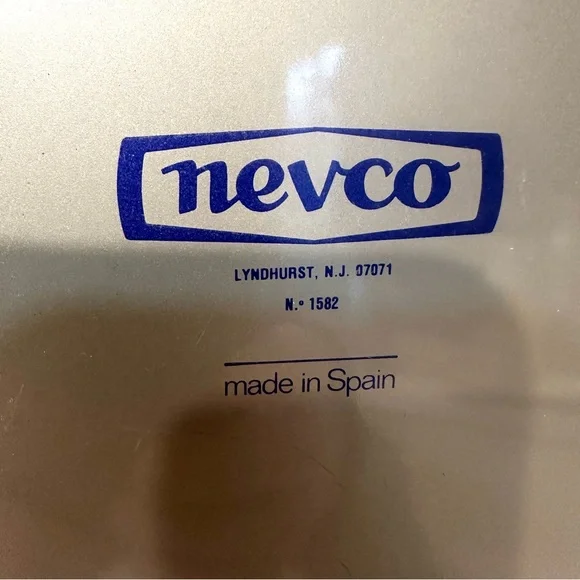 nevco
LYNDHURST, N.J. 07071
N.º 1582
made in Spain